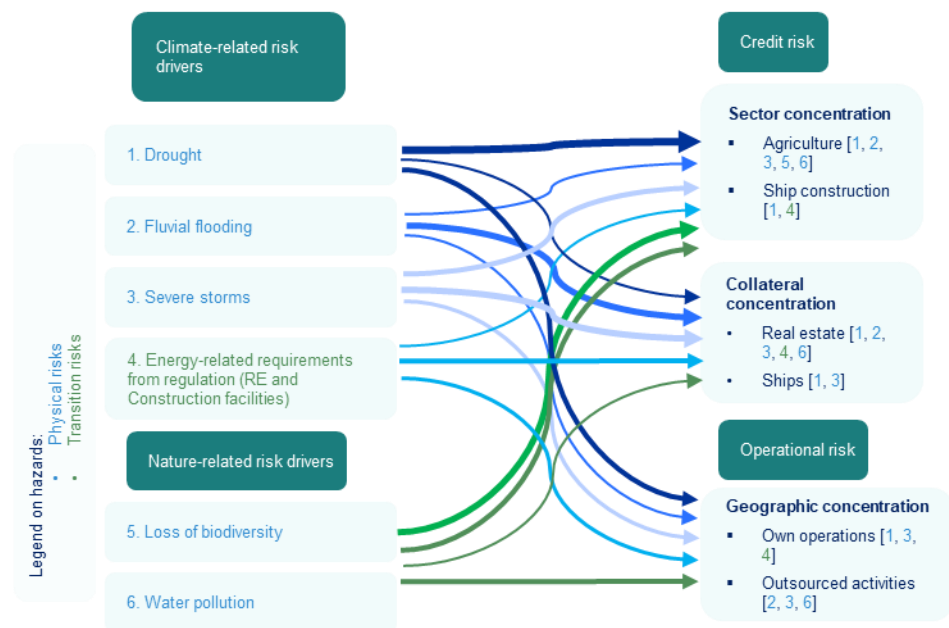 Climate-related risk
drivers
1. Drought
2. Fluvial flooding
3. Severe storms
4. Energy-related requirements
from regulation (RE and
Construction facilities)
Nature-related risk drivers
5. Loss of biodiversity
6. Water pollution
Legend on hazards:
• Physical risks
• Transition risks
Credit risk
Sector concentration
▪ Agriculture [1, 2,
3, 5, 6]
▪ Ship construction
[1, 4]
Collateral
concentration
▪ Real estate [1, 2,
3, 4, 6]
▪ Ships [1, 3]
Operational risk
Geographic concentration
▪ Own operations [1, 3,
4]
▪ Outsourced activities
[2, 3, 6]